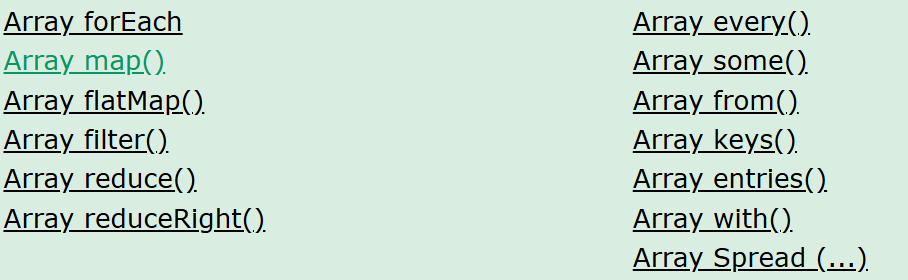 Array forEach
Array map()
Array flatMap()
Array filter()
Array reduce()
Array reduceRight()
Array every()
Array some()
Array from()
Array keys()
Array entries()
Array with()
Array Spread (...)